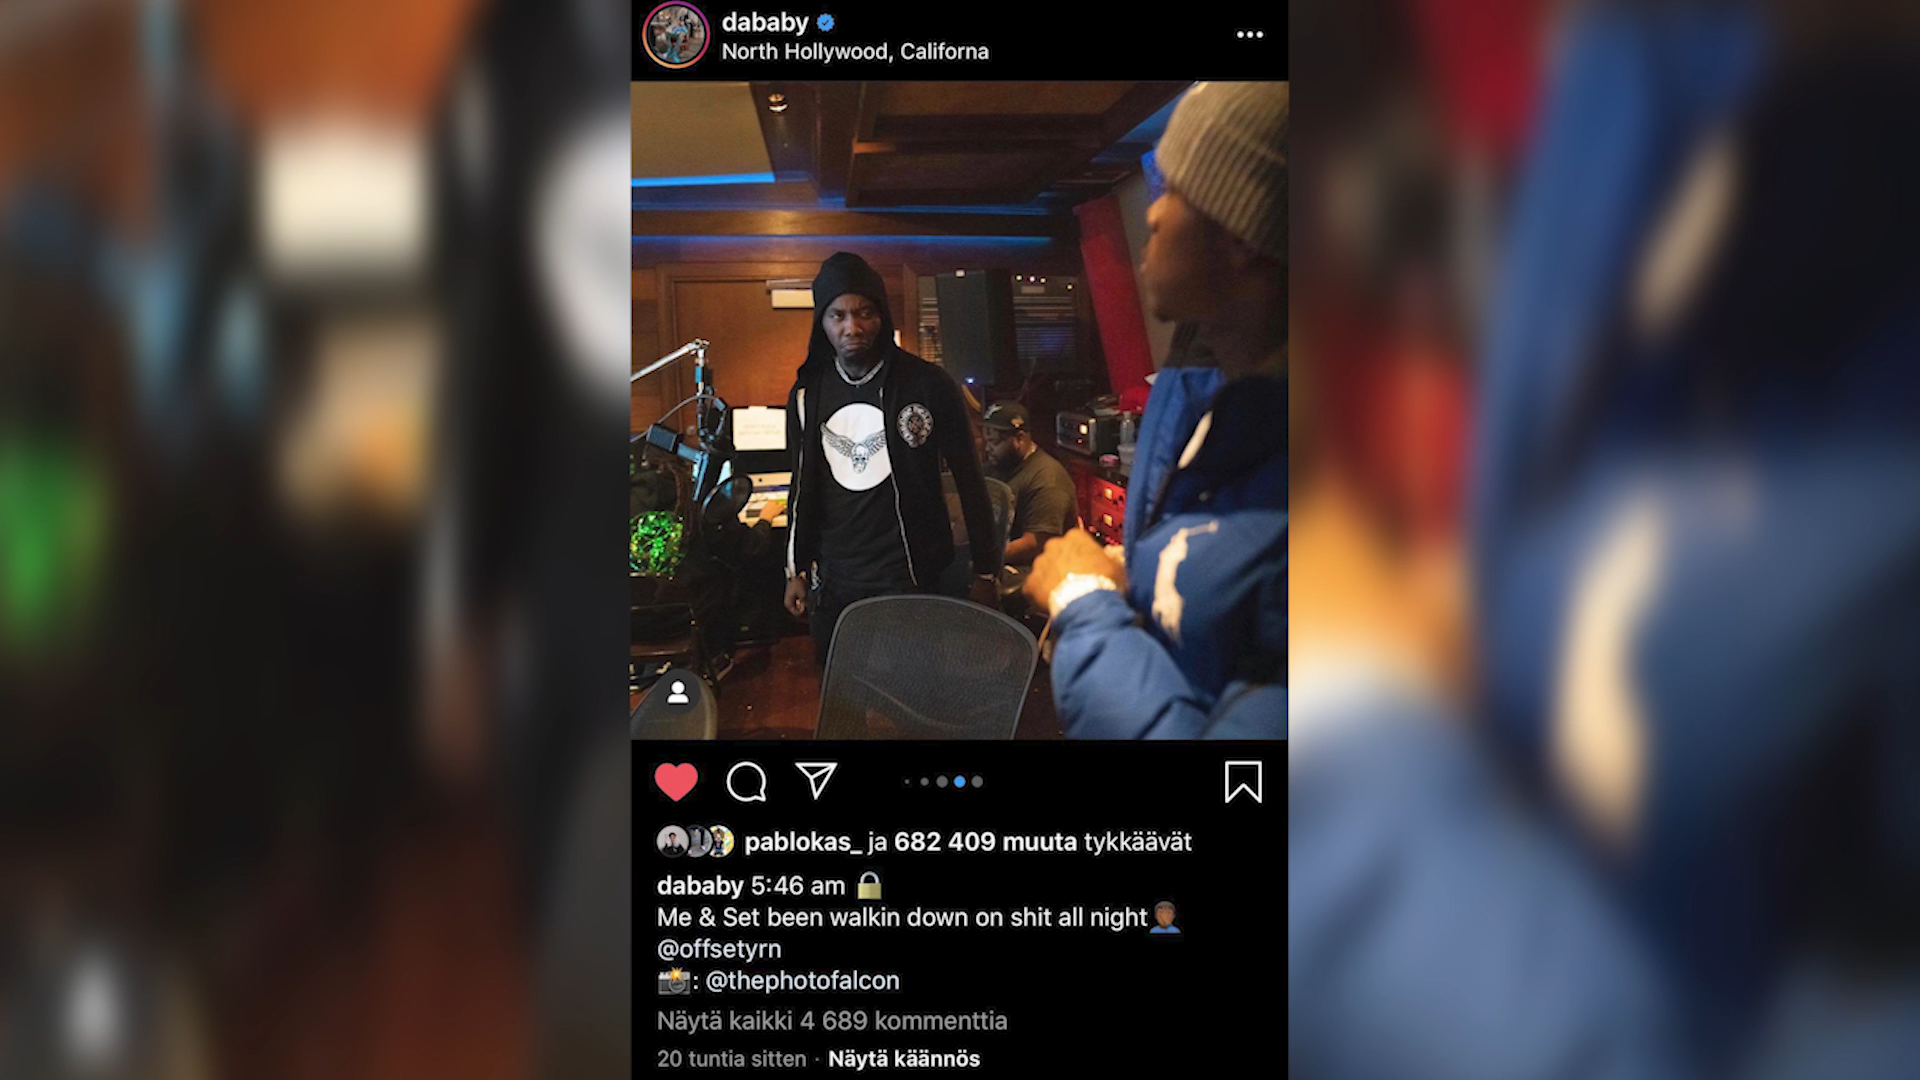 dababy
North Hollywood, Californa
pablokas_ ja 682 409 muuta tykkäävät
dababy 5:46 am 🔒
Me & Set been walkin down on shit all night🤦🏾‍♂️
@offsetyrn
📸: @thephotofalcon
Näytä kaikki 4 689 kommenttia
20 tuntia sitten · Näytä käännös